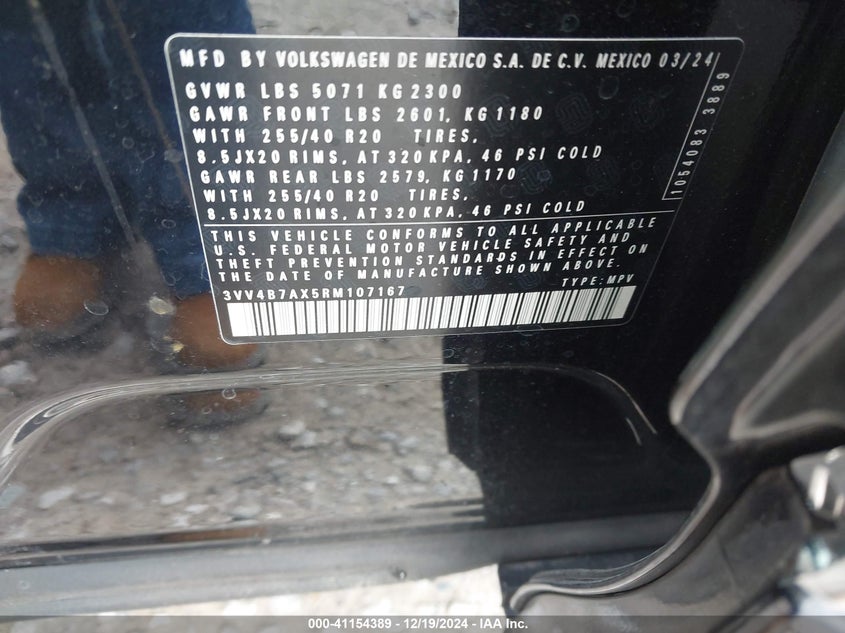 MFD BY VOLKSWAGEN DE MEXICO S.A. DE C.V. MEXICO 03/24
GVWR LBS 5071 KG 2300
GAWR FRONT LBS 2601, KG 1180
WITH 255/40 R20 TIRES,
8.5JX20 RIMS, AT 320 KPA, 46 PSI COLD
GAWR REAR LBS 2579, KG 1170
WITH 255/40 R20 TIRES,
8.5JX20 RIMS, AT 320 KPA, 46 PSI COLD
1054083 3889
THIS VEHICLE CONFORMS TO ALL APPLICABLE
U.S. FEDERAL MOTOR VEHICLE SAFETY AND
THEFT PREVENTION STANDARDS IN EFFECT ON
THE DATE OF MANUFACTURE SHOWN ABOVE.
3VV4B7AX5RM107167 TYPE: MPV
000-41154389 - 12/19/2024 - IAA Inc.